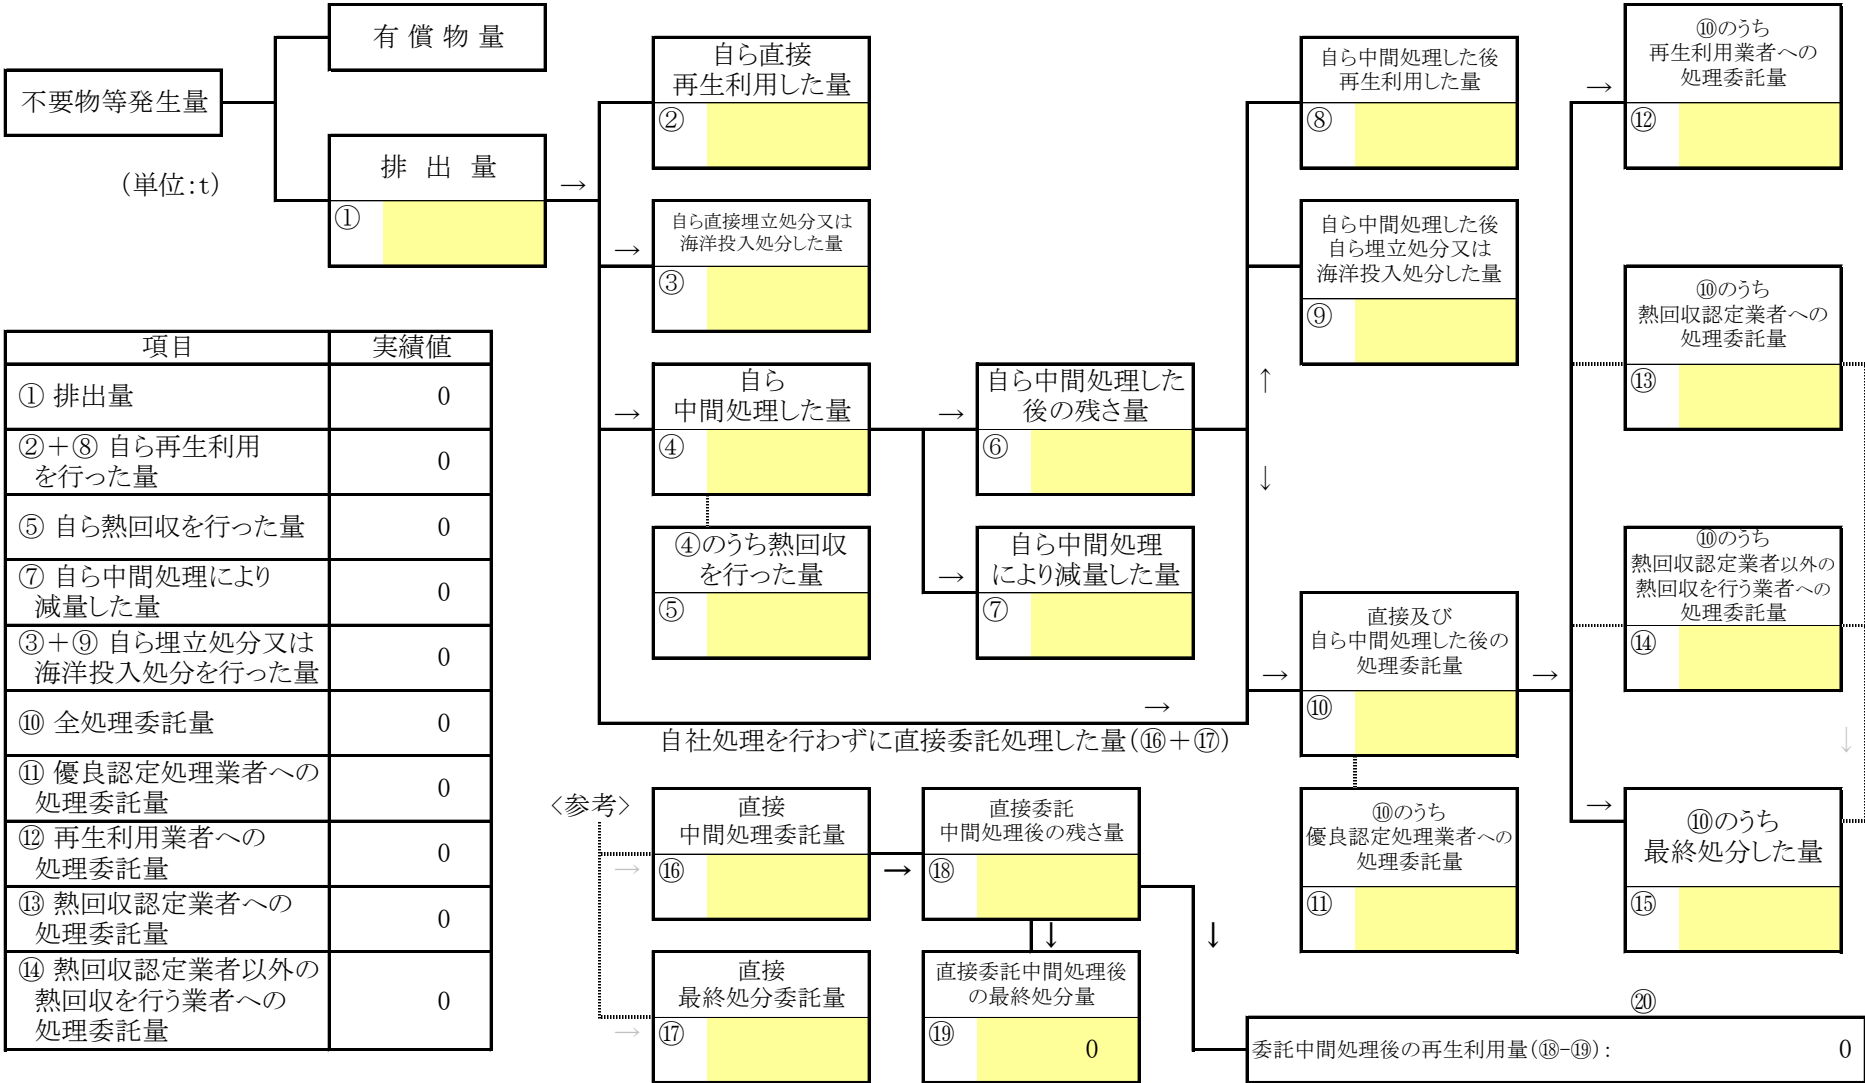 有 償 物 量
不要物等発生量
(単位:t)
排 出 量
→
①
自ら直接
再生利用した量
②
→
自ら直接埋立処分又は
海洋投入処分した量
③
→
自ら
中間処理した量
④
④のうち熱回収
を行った量
⑤
→
自ら中間処理した
後の残さ量
⑥
→
自ら中間処理
により減量した量
⑦
自ら中間処理した後
再生利用した量
⑧
自ら中間処理した後
自ら埋立処分又は
海洋投入処分した量
⑨
↑
↓
→
自社処理を行わずに直接委託処理した量(⑯+⑰)
→
直接及び
自ら中間処理した後の
処理委託量
⑩
→
⑩のうち
優良認定処理業者への
処理委託量
⑪
→
⑩のうち
再生利用業者への
処理委託量
⑫
⑩のうち
熱回収認定業者への
処理委託量
⑬
⑩のうち
熱回収認定業者以外の
熱回収を行う業者への
処理委託量
⑭
↓
→
⑩のうち
最終処分した量
⑮
項目 実績値
① 排出量 0
②+⑧ 自ら再生利用
を行った量 0
⑤ 自ら熱回収を行った量 0
⑦ 自ら中間処理により
減量した量 0
③+⑨ 自ら埋立処分又は
海洋投入処分を行った量 0
⑩ 全処理委託量 0
⑪ 優良認定処理業者への
処理委託量 0
⑫ 再生利用業者への
処理委託量 0
⑬ 熱回収認定業者への
処理委託量 0
⑭ 熱回収認定業者以外の
熱回収を行う業者への
処理委託量 0
<参考>
→
直接
中間処理委託量
⑯
→
直接委託
中間処理後の残さ量
⑱
↓
↓
→
直接
最終処分委託量
⑰
直接委託中間処理後
の最終処分量
⑲ 0
⑳
委託中間処理後の再生利用量(⑱-⑲): 0